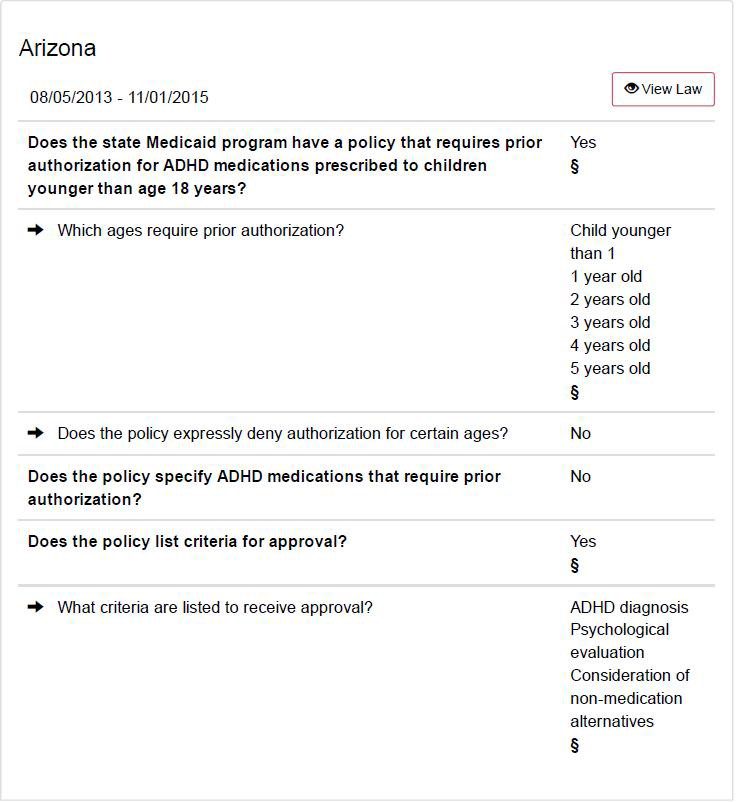 Arizona
08/05/2013 - 11/01/2015
View Law
Does the state Medicaid program have a policy that requires prior
authorization for ADHD medications prescribed to children
younger than age 18 years?
Yes
§
Which ages require prior authorization?
Child younger
than 1
1 year old
2 years old
3 years old
4 years old
5 years old
§
Does the policy expressly deny authorization for certain ages?
No
Does the policy specify ADHD medications that require prior
authorization?
No
Does the policy list criteria for approval?
Yes
§
What criteria are listed to receive approval?
ADHD diagnosis
Psychological
evaluation
Consideration of
non-medication
alternatives
§